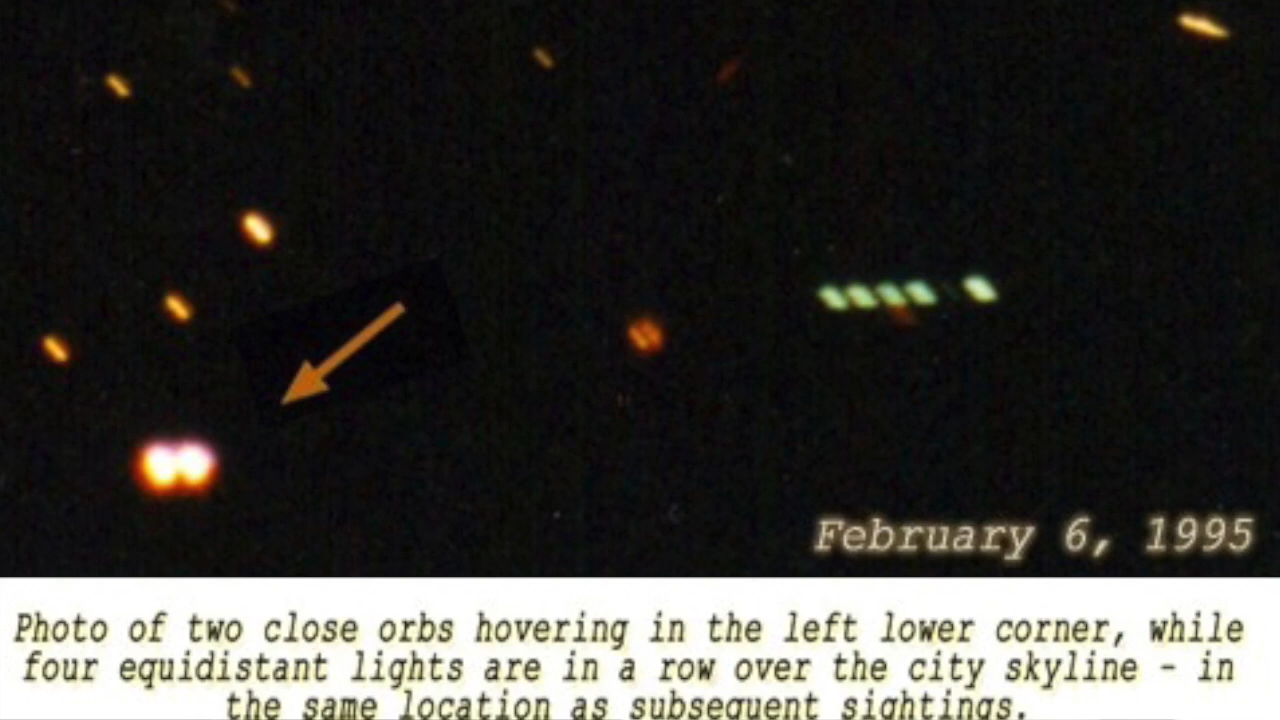 February 6, 1995
Photo of two close orbs hovering in the left lower corner, while
four equidistant lights are in a row over the city skyline - in
the same location as subsequent sightings.